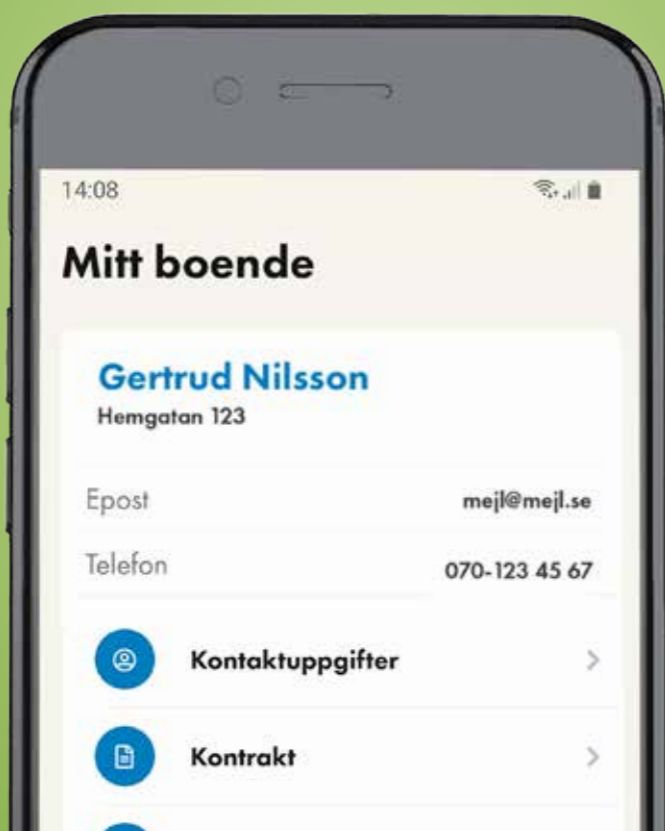 14:08
Mitt boende
Gertrud Nilsson
Hemgatan 123
Epost
mejl@mejl.se
Telefon
070-123 45 67
Kontaktuppgifter
Kontrakt